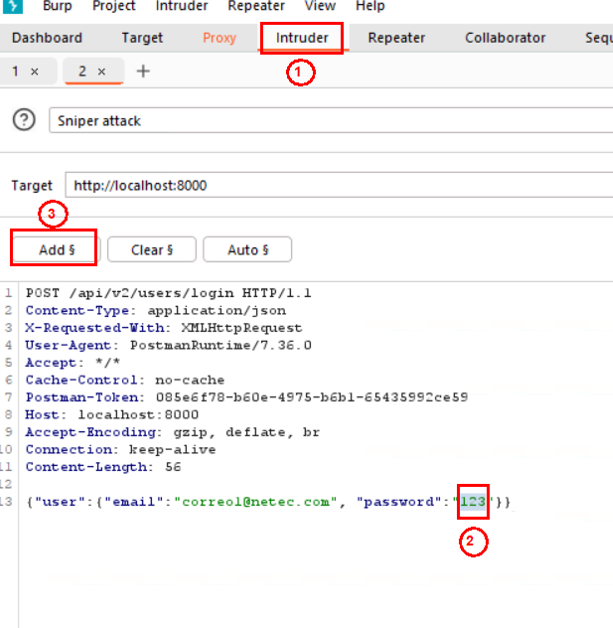 Burp Project Intruder Repeater View Help
Dashboard Target Proxy Intruder Repeater Collaborator Sequ
1 × 2 × +
1
? Sniper attack
Target http://localhost:8000
3
Add § Clear § Auto §
1 POST /api/v2/users/login HTTP/1.1
2 Content-Type: application/json
3 X-Requested-With: XMLHttpRequest
4 User-Agent: PostmanRuntime/7.36.0
5 Accept: */*
6 Cache-Control: no-cache
7 Postman-Token: 085e6f78-b60e-4975-b6b1-65435992ce59
8 Host: localhost:8000
9 Accept-Encoding: gzip, deflate, br
10 Connection: keep-alive
11 Content-Length: 56
12
13 {"user":{"email":"correo1@netec.com", "password":"123"}}
2